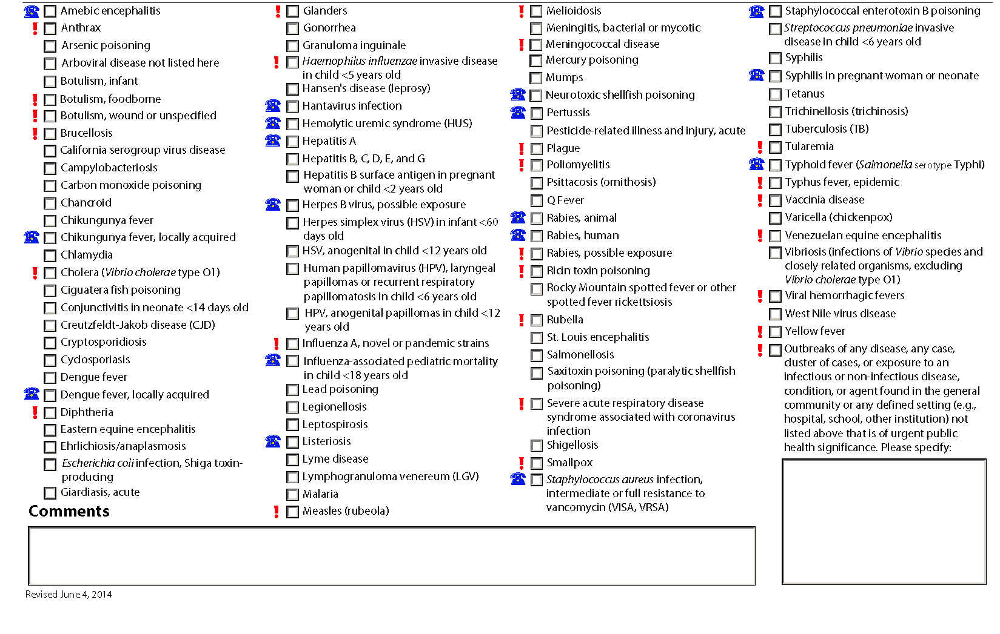 Amebic encephalitis
Anthrax
Arsenic poisoning
Arboviral disease not listed here
Botulism, infant
Botulism, foodborne
Botulism, wound or unspecified
Brucellosis
California serogroup virus disease
Campylobacteriosis
Carbon monoxide poisoning
Chancroid
Chikungunya fever
Chikungunya fever, locally acquired
Chlamydia
Cholera (Vibrio cholerae type O1)
Ciguatera fish poisoning
Conjunctivitis in neonate <14 days old
Creutzfeldt-Jakob disease (CJD)
Cryptosporidiosis
Cyclosporiasis
Dengue fever
Dengue fever, locally acquired
Diphtheria
Eastern equine encephalitis
Ehrlichiosis/anaplasmosis
Escherichia coli infection, Shiga toxin-
producing
Giardiasis, acute
Glanders
Gonorrhea
Granuloma inguinale
Haemophilus influenzae invasive disease
in child <5 years old
Hansen's disease (leprosy)
Hantavirus infection
Hemolytic uremic syndrome (HUS)
Hepatitis A
Hepatitis B, C, D, E, and G
Hepatitis B surface antigen in pregnant
woman or child <2 years old
Herpes B virus, possible exposure
Herpes simplex virus (HSV) in infant <60
days old
HSV, anogenital in child <12 years old
Human papillomavirus (HPV), laryngeal
papillomas or recurrent respiratory
papillomatosis in child <6 years old
HPV, anogenital papillomas in child <12
years old
Influenza A, novel or pandemic strains
Influenza-associated pediatric mortality
in child <18 years old
Lead poisoning
Legionellosis
Leptospirosis
Listeriosis
Lyme disease
Lymphogranuloma venereum (LGV)
Malaria
Measles (rubeola)
Melioidosis
Meningitis, bacterial or mycotic
Meningococcal disease
Mercury poisoning
Mumps
Neurotoxic shellfish poisoning
Pertussis
Pesticide-related illness and injury, acute
Plague
Poliomyelitis
Psittacosis (ornithosis)
Q Fever
Rabies, animal
Rabies, human
Rabies, possible exposure
Ricin toxin poisoning
Rocky Mountain spotted fever or other
spotted fever rickettsiosis
Rubella
St. Louis encephalitis
Salmonellosis
Saxitoxin poisoning (paralytic shellfish
poisoning)
Severe acute respiratory disease
syndrome associated with coronavirus
infection
Shigellosis
Smallpox
Staphylococcus aureus infection,
intermediate or full resistance to
vancomycin (VISA, VRSA)
Staphylococcal enterotoxin B poisoning
Streptococcus pneumoniae invasive
disease in child <6 years old
Syphilis
Syphilis in pregnant woman or neonate
Tetanus
Trichinellosis (trichinosis)
Tuberculosis (TB)
Tularemia
Typhoid fever (Salmonella serotype Typhi)
Typhus fever, epidemic
Vaccinia disease
Varicella (chickenpox)
Venezuelan equine encephalitis
Vibriosis (infections of Vibrio species and
closely related organisms, excluding
Vibrio cholerae type O1)
Viral hemorrhagic fevers
West Nile virus disease
Yellow fever
Outbreaks of any disease, any case,
cluster of cases, or exposure to an
infectious or non-infectious disease,
condition, or agent found in the general
community or any defined setting (e.g.,
hospital, school, other institution) not
listed above that is of urgent public
health significance. Please specify:
Comments
Revised June 4, 2014